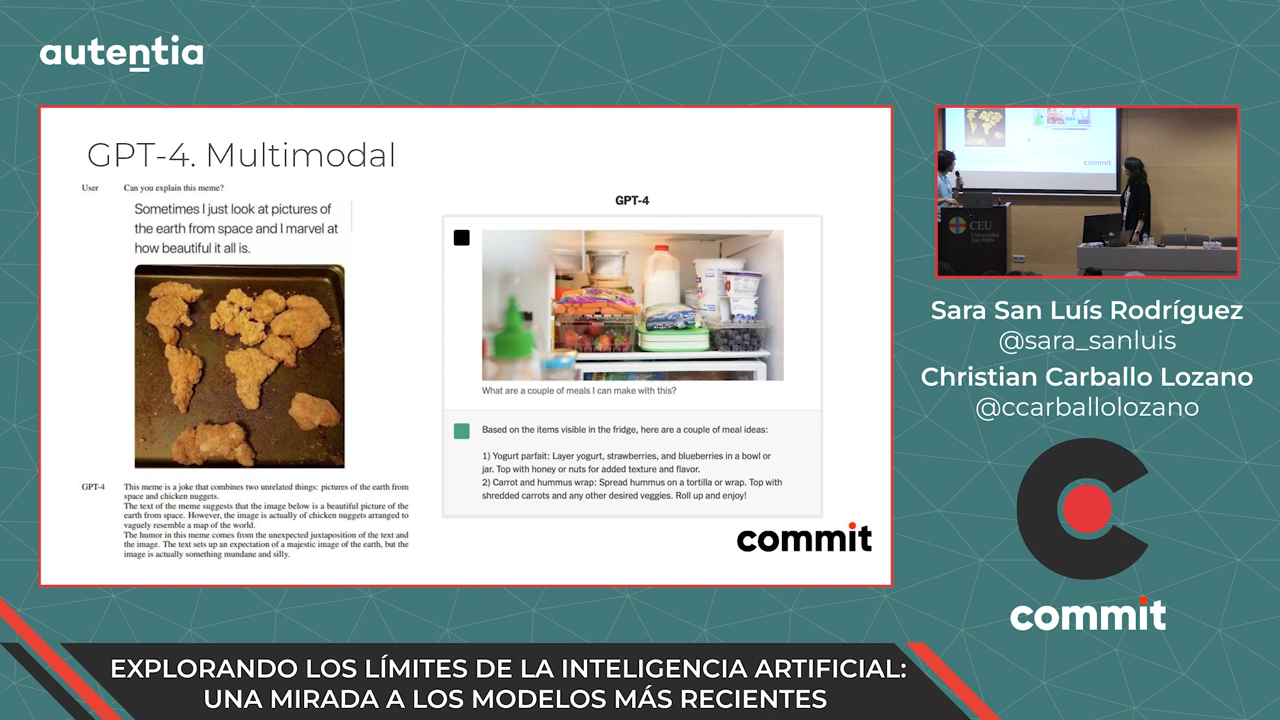 autentia
GPT-4. Multimodal
User Can you explain this meme?
Sometimes I just look at pictures of
the earth from space and I marvel at
how beautiful it all is.
GPT-4 This meme is a joke that combines two unrelated things: pictures of the earth from
space and chicken nuggets.
The text of the meme suggests that the image below is a beautiful picture of the
earth from space. However, the image is actually of chicken nuggets arranged to
vaguely resemble a map of the world.
The humor in this meme comes from the unexpected juxtaposition of the text and
the image. The text sets up an expectation of a majestic image of the earth, but the
image is actually something mundane and silly.
GPT-4
What are a couple of meals I can make with this?
Based on the items visible in the fridge, here are a couple of meal ideas:
1) Yogurt parfait: Layer yogurt, strawberries, and blueberries in a bowl or
jar. Top with honey or nuts for added texture and flavor.
2) Carrot and hummus wrap: Spread hummus on a tortilla or wrap. Top with
shredded carrots and any other desired veggies. Roll up and enjoy!
commit
commit
CEU
Universidad
San Pablo
Sara San Luís Rodríguez
@sara_sanluis
Christian Carballo Lozano
@ccarballolozano
commit
EXPLORANDO LOS LÍMITES DE LA INTELIGENCIA ARTIFICIAL:
UNA MIRADA A LOS MODELOS MÁS RECIENTES